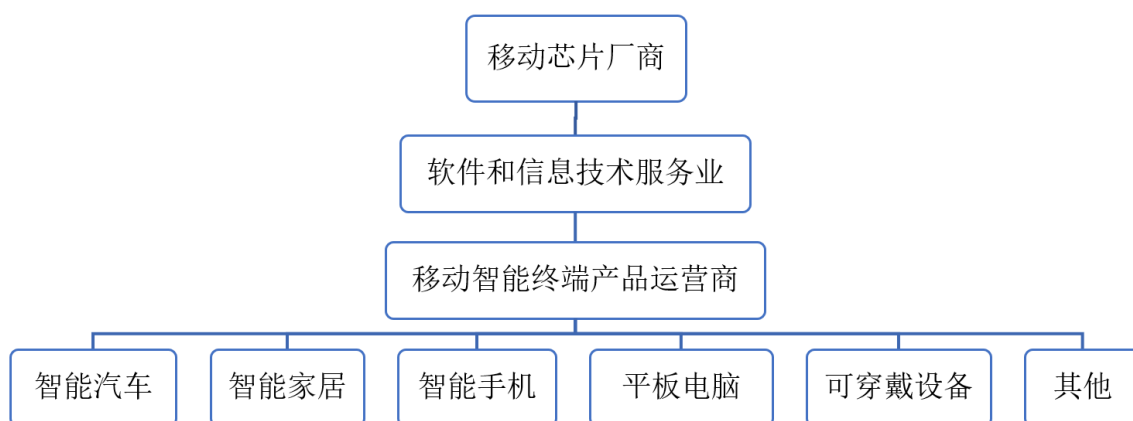 移动芯片厂商
软件和信息技术服务业
移动智能终端产品运营商
智能汽车
智能家居
智能手机
平板电脑
可穿戴设备
其他